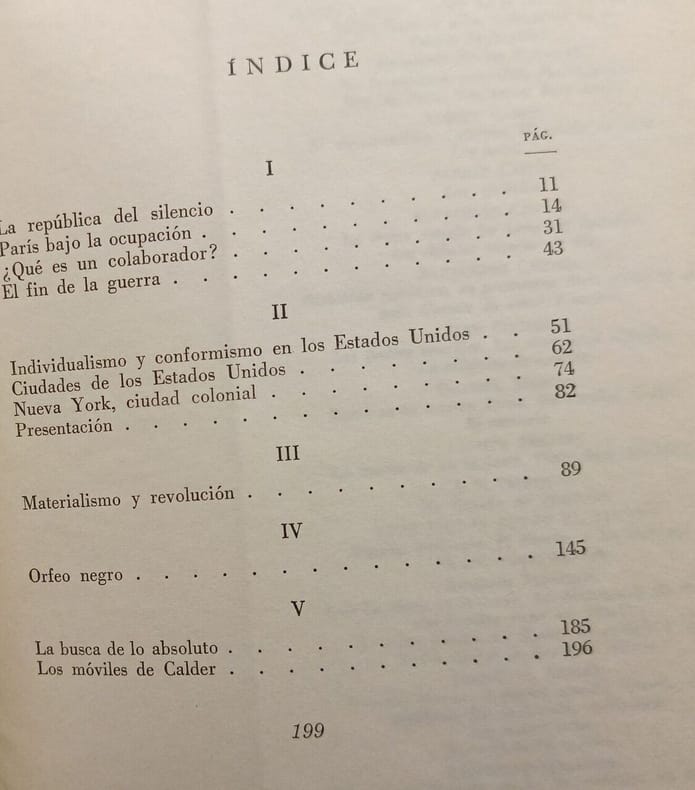 ÍNDICE
PÁG.
I
La república del silencio . . . . . . . . . . 11
París bajo la ocupación . . . . . . . . . . . 14
¿Qué es un colaborador? . . . . . . . . . . 31
El fin de la guerra . . . . . . . . . . . . 43
II
Individualismo y conformismo en los Estados Unidos . . 51
Ciudades de los Estados Unidos . . . . . . . . 62
Nueva York, ciudad colonial . . . . . . . . . 74
Presentación . . . . . . . . . . . . . . 82
III
Materialismo y revolución . . . . . . . . . . 89
IV
Orfeo negro . . . . . . . . . . . . . . 145
V
La busca de lo absoluto . . . . . . . . . . . 185
Los móviles de Calder . . . . . . . . . . . 196
199